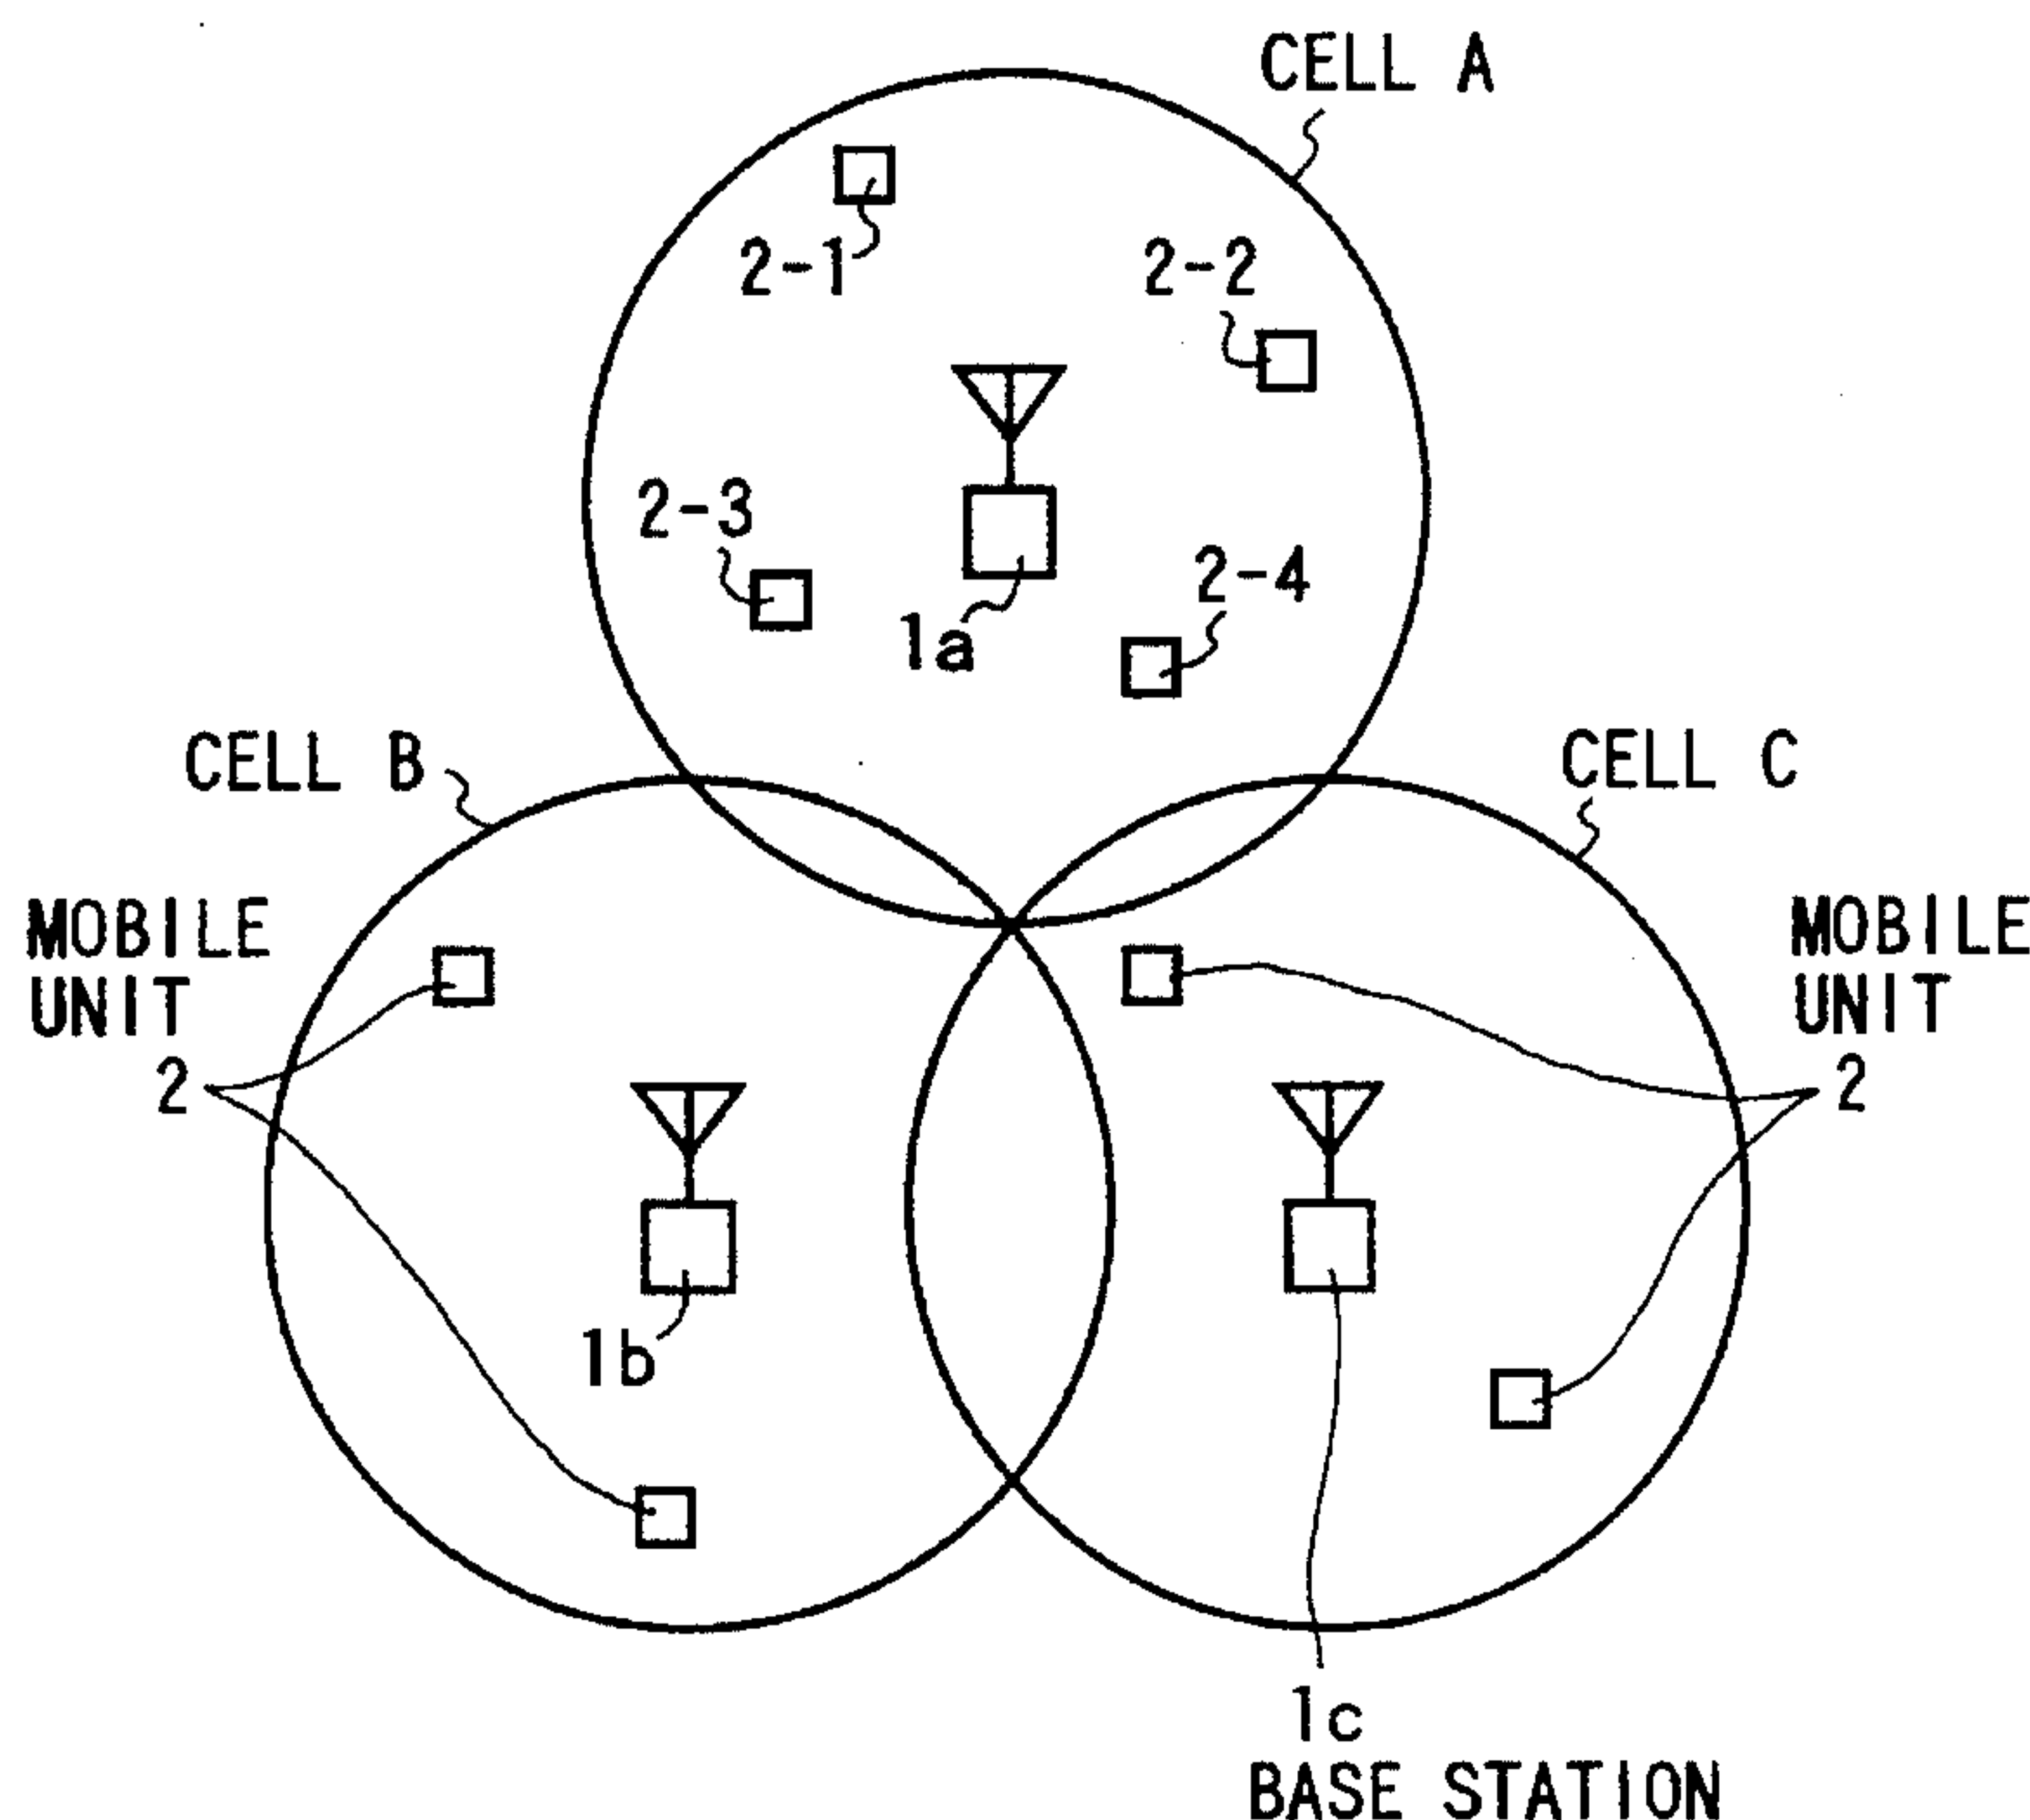 CELL A
2-1
2-2
2-3
2-4
1a
CELL B
CELL C
MOBILE
UNIT
2
MOBILE
UNIT
2
1b
1c
BASE STATION